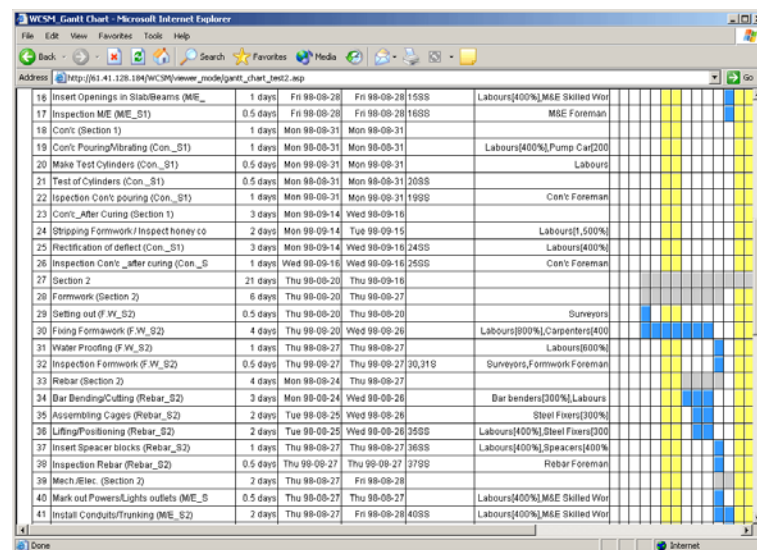 WCSM_Gantt Chart - Microsoft Internet Explorer
File Edit View Favorites Tools Help
Back Search Favorites Media
Address http://61.41.128.184/WCSM/viewer_mode/gantt_chart_test2.asp Go
16 Insert Openings in Slab/Beams (M/E_ 1 days Fri 98-08-28 Fri 98-08-28 15SS Labours[400%],M&E Skilled Wor
17 Inspection M/E (M/E_S1) 0.5 days Fri 98-08-28 Fri 98-08-28 16SS M&E Foreman
18 Con'c (Section 1) 1 days Mon 98-08-31 Mon 98-08-31
19 Con'c Pouring/Vibrating (Con._S1) 1 days Mon 98-08-31 Mon 98-08-31 Labours[400%],Pump Car[200
20 Make Test Cylinders (Con._S1) 0.5 days Mon 98-08-31 Mon 98-08-31 Labours
21 Test of Cylinders (Con._S1) 0.5 days Mon 98-08-31 Mon 98-08-31 20SS
22 Ispection Con'c pouring (Con._S1) 1 days Mon 98-08-31 Mon 98-08-31 19SS Con'c Foreman
23 Con'c_After Curing (Section 1) 3 days Mon 98-09-14 Wed 98-09-16
24 Stripping Formwork / Inspect honey co 2 days Mon 98-09-14 Tue 98-09-15 Labours[1,500%]
25 Rectification of deflect (Con._S1) 3 days Mon 98-09-14 Wed 98-09-16 24SS Labours[400%]
26 Inspection Con'c _after curing (Con._S 1 days Wed 98-09-16 Wed 98-09-16 25SS Con'c Foreman
27 Section 2 21 days Thu 98-08-20 Thu 98-09-16
28 Formwork (Section 2) 6 days Thu 98-08-20 Thu 98-08-27
29 Setting out (F.W_S2) 0.5 days Thu 98-08-20 Thu 98-08-20 Surveyors
30 Fixing Formawork (F.W_S2) 4 days Thu 98-08-20 Wed 98-08-26 Labours[800%],Carpenters[400
31 Water Proofing (F.W_S2) 1 days Thu 98-08-27 Thu 98-08-27 Labours[600%]
32 Inspection Formwork (F.W_S2) 0.5 days Thu 98-08-27 Thu 98-08-27 30,31S Surveyors,Formwork Foreman
33 Rebar (Section 2) 4 days Mon 98-08-24 Thu 98-08-27
34 Bar Bending/Cutting (Rebar_S2) 3 days Mon 98-08-24 Wed 98-08-26 Bar benders[300%],Labours
35 Assembling Cages (Rebar_S2) 2 days Tue 98-08-25 Wed 98-08-26 Steel Fixers[300%]
36 Lifting/Positioning (Rebar_S2) 2 days Tue 98-08-25 Wed 98-08-26 35SS Labours[400%],Steel Fixers[300
37 Insert Speacer blocks (Rebar_S2) 1 days Thu 98-08-27 Thu 98-08-27 36SS Labours[400%],Speacers[400%
38 Inspection Rebar (Rebar_S2) 0.5 days Thu 98-08-27 Thu 98-08-27 37SS Rebar Foreman
39 Mech./Elec. (Section 2) 2 days Thu 98-08-27 Fri 98-08-28
40 Mark out Powers/Lights outlets (M/E_S 0.5 days Thu 98-08-27 Thu 98-08-27 Labours[400%],M&E Skilled Wor
41 Install Conduits/Trunking (M/E_S2) 2 days Thu 98-08-27 Fri 98-08-28 40SS Labours[400%],M&E Skilled Wor
Done Internet